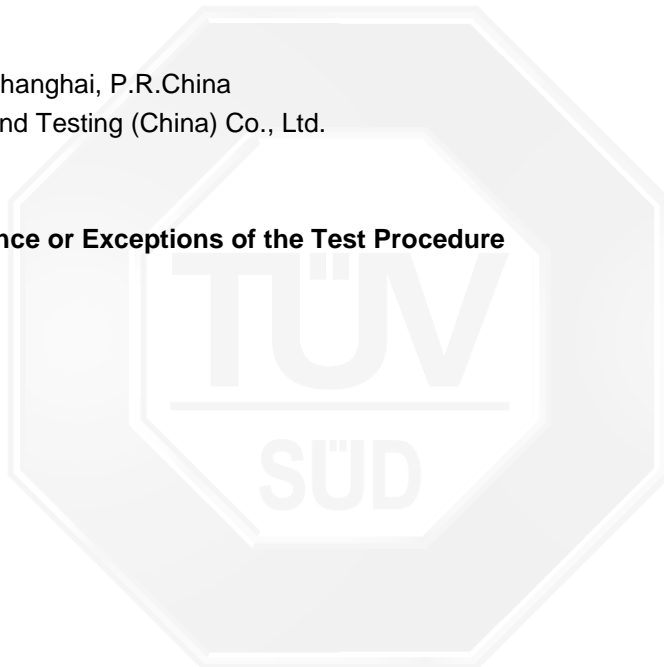 hanghai, P.R.China
nd Testing (China) Co., Ltd.
nce or Exceptions of the Test Procedure
TÜV
SÜD